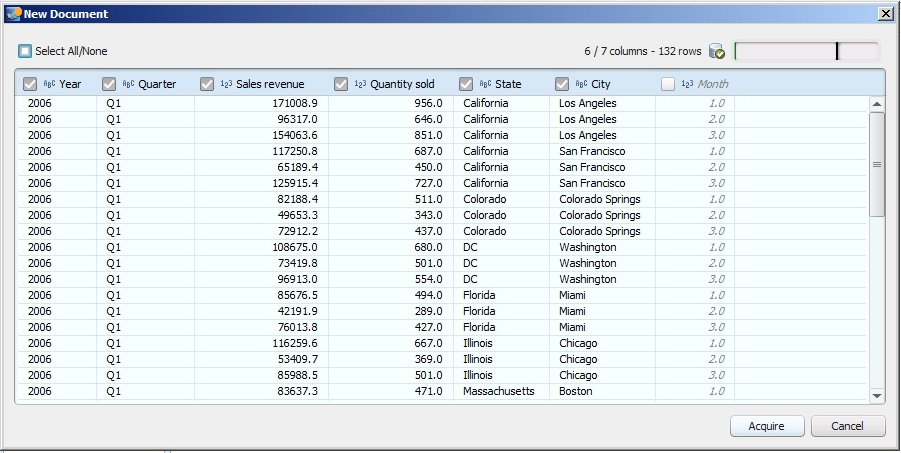 New Document
Select All/None 6 / 7 columns - 132 rows
ABC Year ABC Quarter 123 Sales revenue 123 Quantity sold ABC State ABC City 123 Month
2006 Q1 171008.9 956.0 California Los Angeles 1.0
2006 Q1 96317.0 646.0 California Los Angeles 2.0
2006 Q1 154063.6 851.0 California Los Angeles 3.0
2006 Q1 117250.8 687.0 California San Francisco 1.0
2006 Q1 65189.4 450.0 California San Francisco 2.0
2006 Q1 125915.4 727.0 California San Francisco 3.0
2006 Q1 82188.4 511.0 Colorado Colorado Springs 1.0
2006 Q1 49653.3 343.0 Colorado Colorado Springs 2.0
2006 Q1 72912.2 437.0 Colorado Colorado Springs 3.0
2006 Q1 108675.0 680.0 DC Washington 1.0
2006 Q1 73419.8 501.0 DC Washington 2.0
2006 Q1 96913.0 554.0 DC Washington 3.0
2006 Q1 85676.5 494.0 Florida Miami 1.0
2006 Q1 42191.9 289.0 Florida Miami 2.0
2006 Q1 76013.8 427.0 Florida Miami 3.0
2006 Q1 116259.6 667.0 Illinois Chicago 1.0
2006 Q1 53409.7 369.0 Illinois Chicago 2.0
2006 Q1 85988.5 501.0 Illinois Chicago 3.0
2006 Q1 83637.3 471.0 Massachusetts Boston 1.0
Acquire Cancel